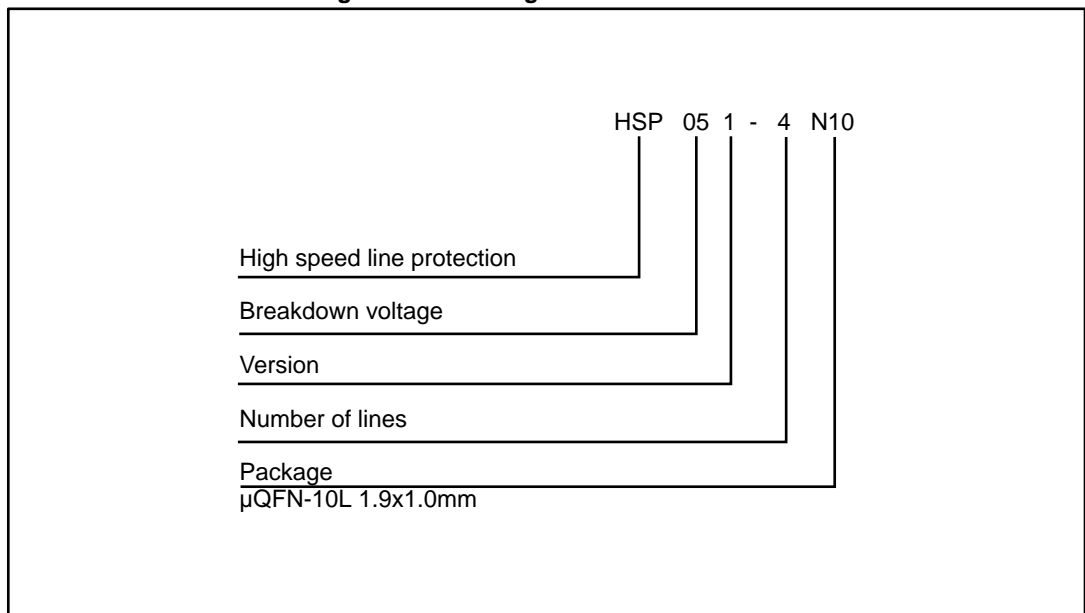 HSP 05 1 - 4 N10
High speed line protection
Breakdown voltage
Version
Number of lines
Package
µQFN-10L 1.9x1.0mm